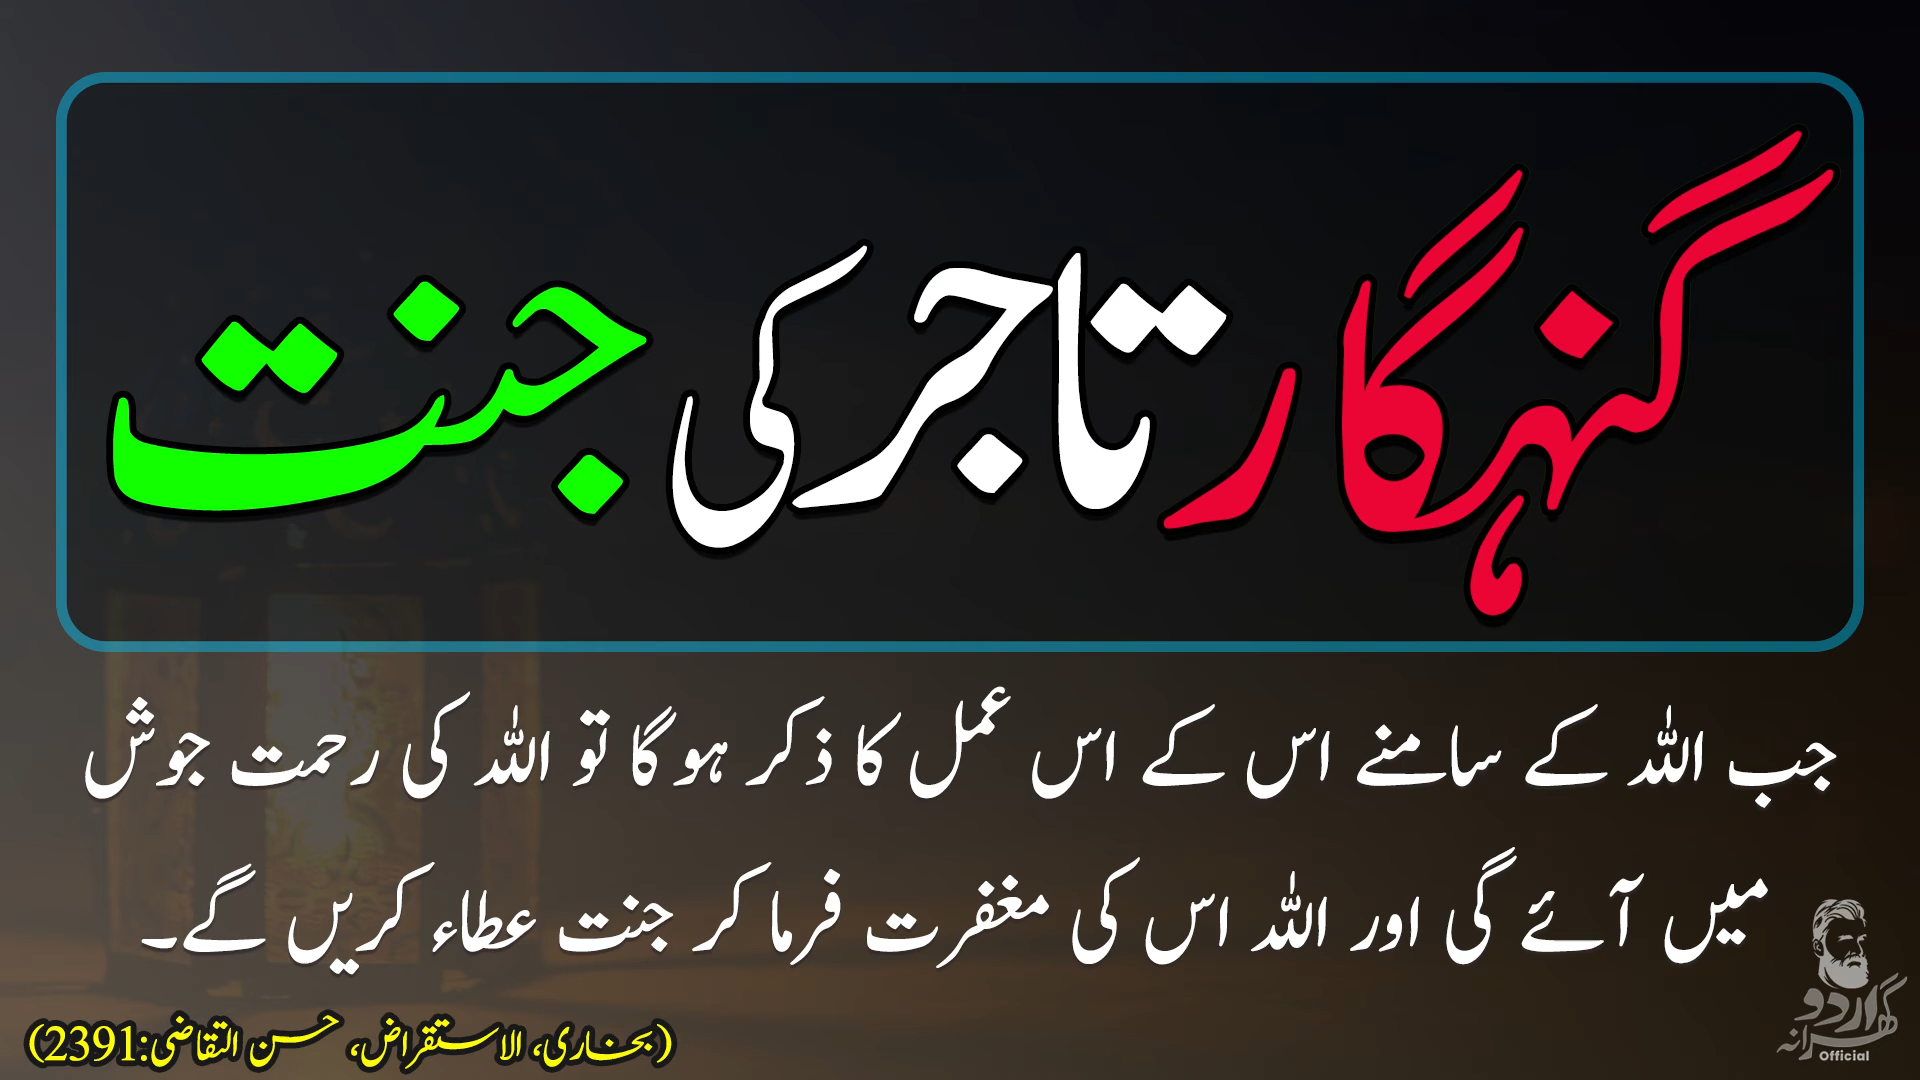 گنہگار تاجر کی جنت
جب اللہ کے سامنے اس کے اس عمل کا ذکر ہوگا تو اللہ کی رحمت جوش
میں آئے گی اور اللہ اس کی مغفرت فرما کر جنت عطاء کریں گے۔
(بخاری، الاستقراض، حسن التقاضی:2391)
اردو گھرانہ
Official